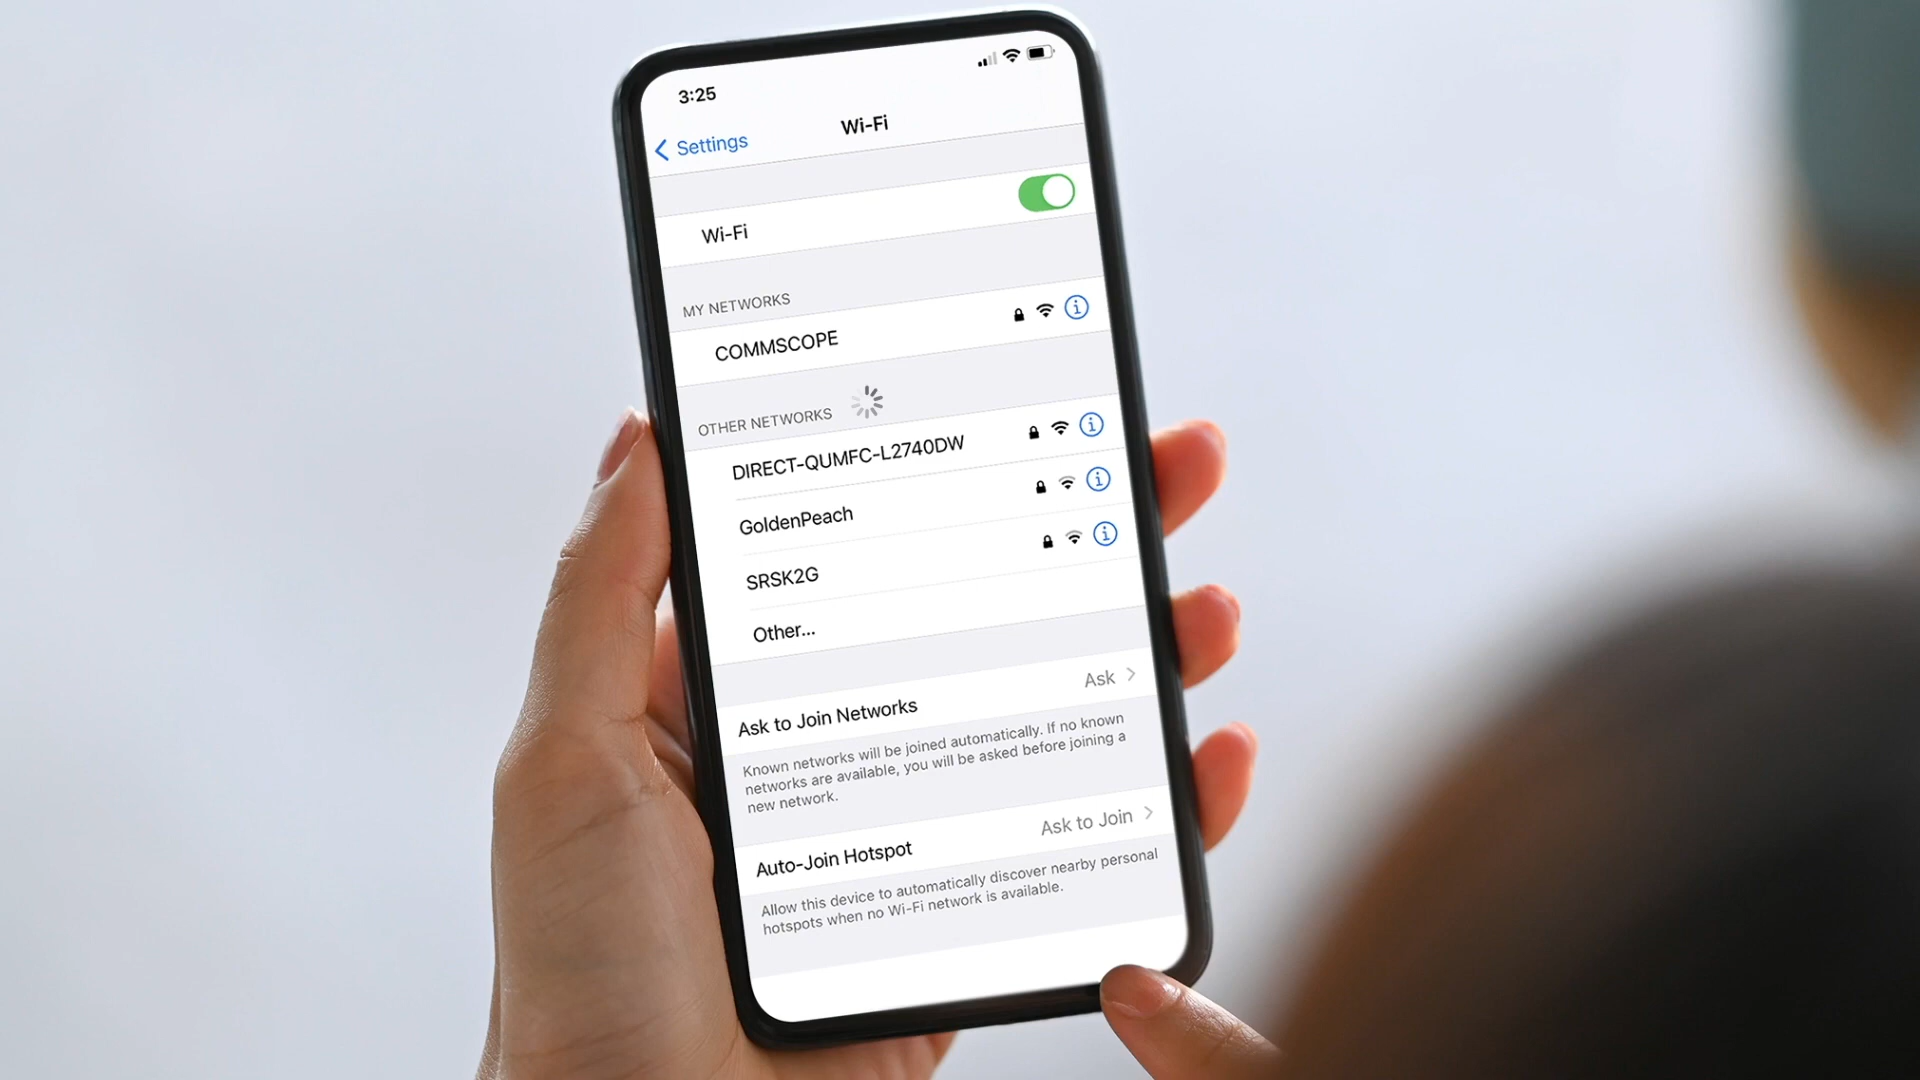 3:25
Settings
Wi-Fi
Wi-Fi
MY NETWORKS
COMMSCOPE
OTHER NETWORKS
DIRECT-QUMFC-L2740DW
GoldenPeach
SRSK2G
Other...
Ask to Join Networks Ask
Known networks will be joined automatically. If no known
networks are available, you will be asked before joining a
new network.
Auto-Join Hotspot Ask to Join
Allow this device to automatically discover nearby personal
hotspots when no Wi-Fi network is available.